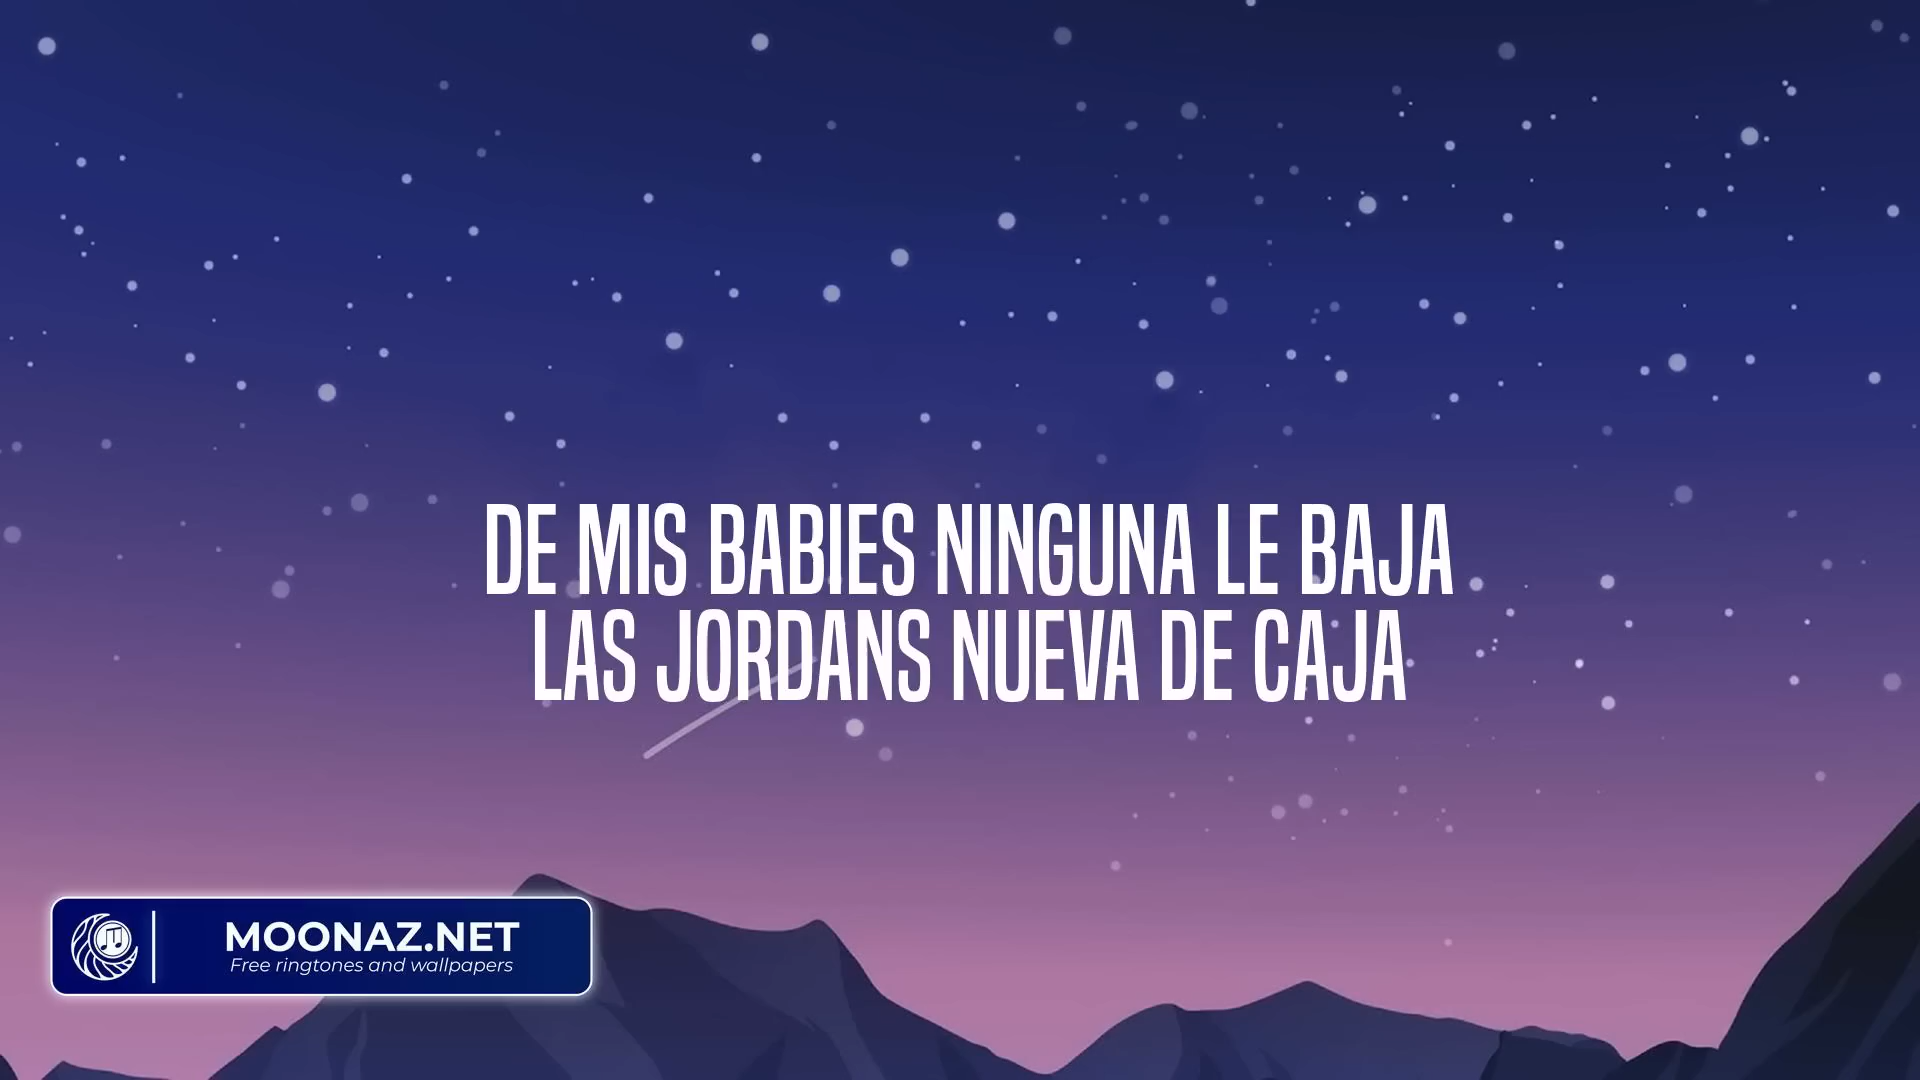 DE MIS BABIES NINGUNA LE BAJA
LAS JORDANS NUEVA DE CAJA
MOONAZ.NET
Free ringtones and wallpapers